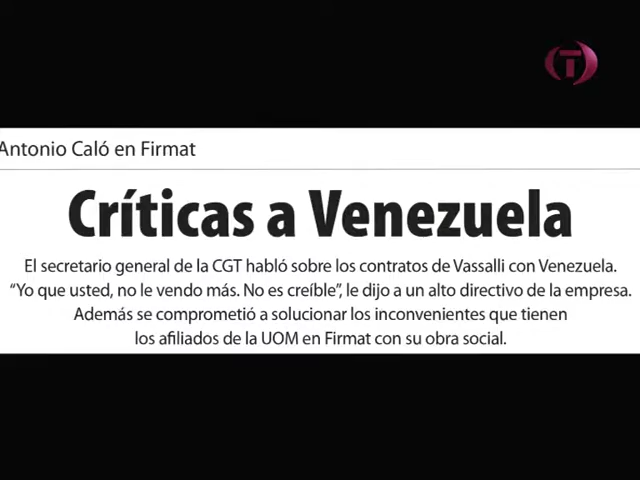 T
Antonio Caló en Firmat
Críticas a Venezuela
El secretario general de la CGT habló sobre los contratos de Vassalli con Venezuela.
“Yo que usted, no le vendo más. No es creíble”, le dijo a un alto directivo de la empresa.
Además se comprometió a solucionar los inconvenientes que tienen
los afiliados de la UOM en Firmat con su obra social.